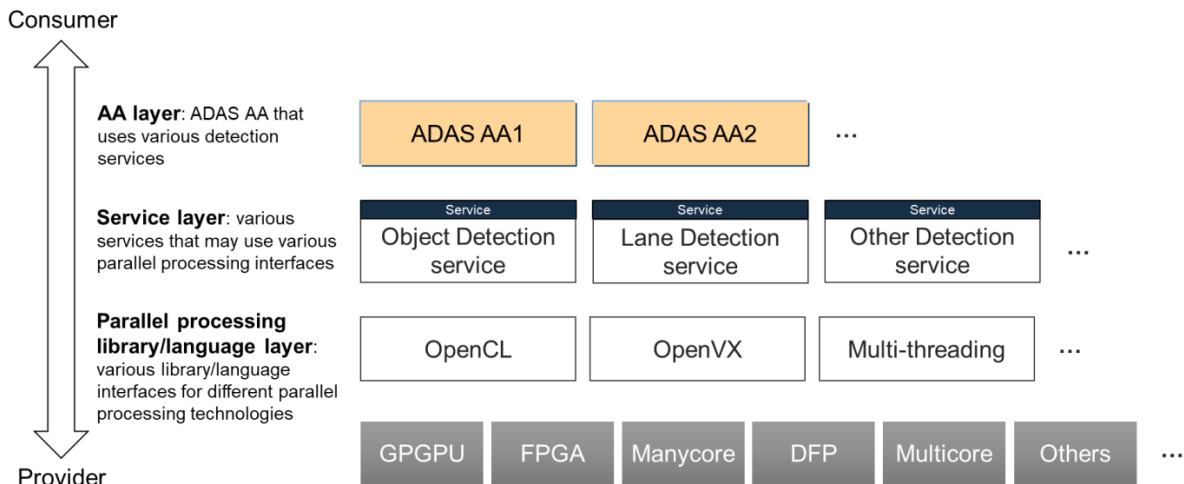 Consumer
AA layer: ADAS AA that
uses various detection
services
ADAS AA1
ADAS AA2
...
Service layer: various
services that may use various
parallel processing interfaces
Service
Object Detection
service
Service
Lane Detection
service
Service
Other Detection
service
...
Parallel processing
library/language layer:
various library/language
interfaces for different parallel
processing technologies
OpenCL
OpenVX
Multi-threading
...
GPGPU
FPGA
Manycore
DFP
Multicore
Others
...
Provider